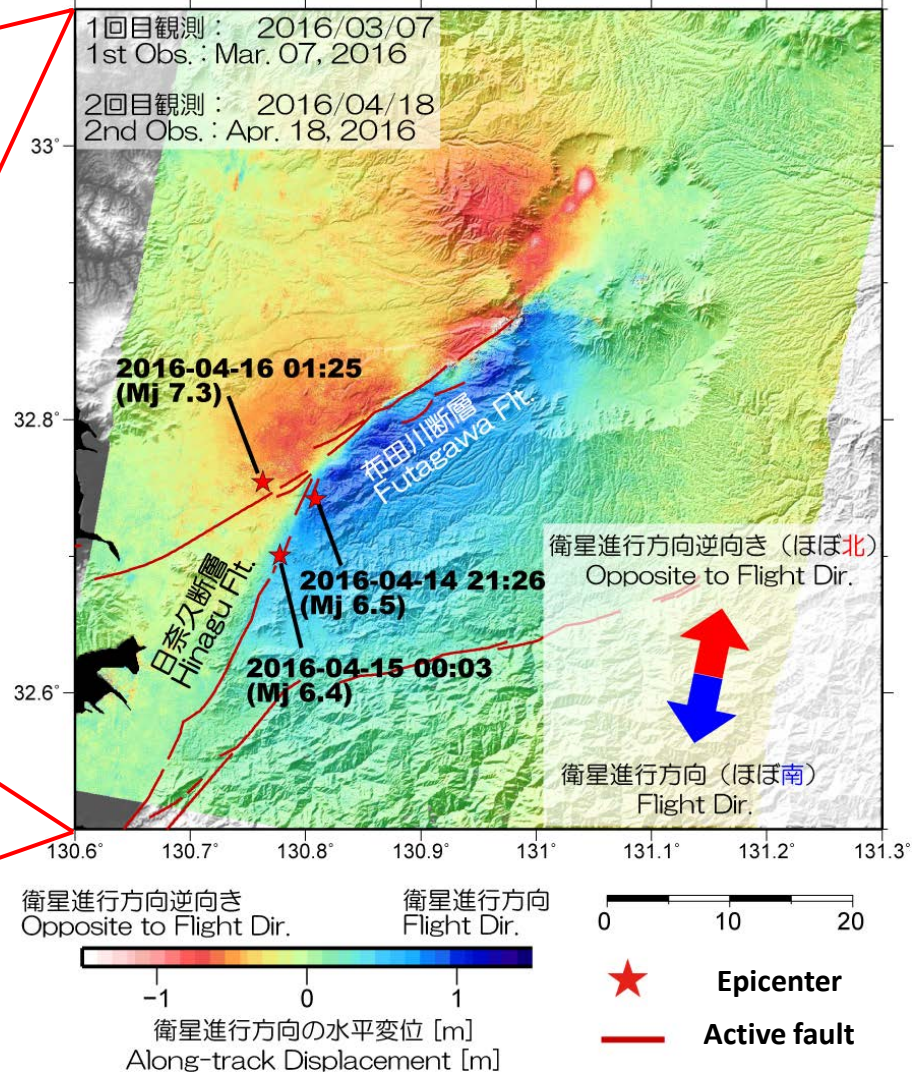 1回目観測： 2016/03/07
1st Obs.: Mar. 07, 2016
2回目観測： 2016/04/18
2nd Obs.: Apr. 18, 2016
33°
32.8°
32.6°
2016-04-16 01:25
(Mj 7.3)
布田川断層
Futagawa Flt.
日奈久断層
Hinagu Flt.
2016-04-14 21:26
(Mj 6.5)
2016-04-15 00:03
(Mj 6.4)
衛星進行方向逆向き（ほぼ北）
Opposite to Flight Dir.
衛星進行方向（ほぼ南）
Flight Dir.
130.6° 130.7° 130.8° 130.9° 131° 131.1° 131.2° 131.3°
衛星進行方向逆向き 衛星進行方向
Opposite to Flight Dir. Flight Dir.
−1 0 1
衛星進行方向の水平変位 [m]
Along-track Displacement [m]
0 10 20
Epicenter
Active fault